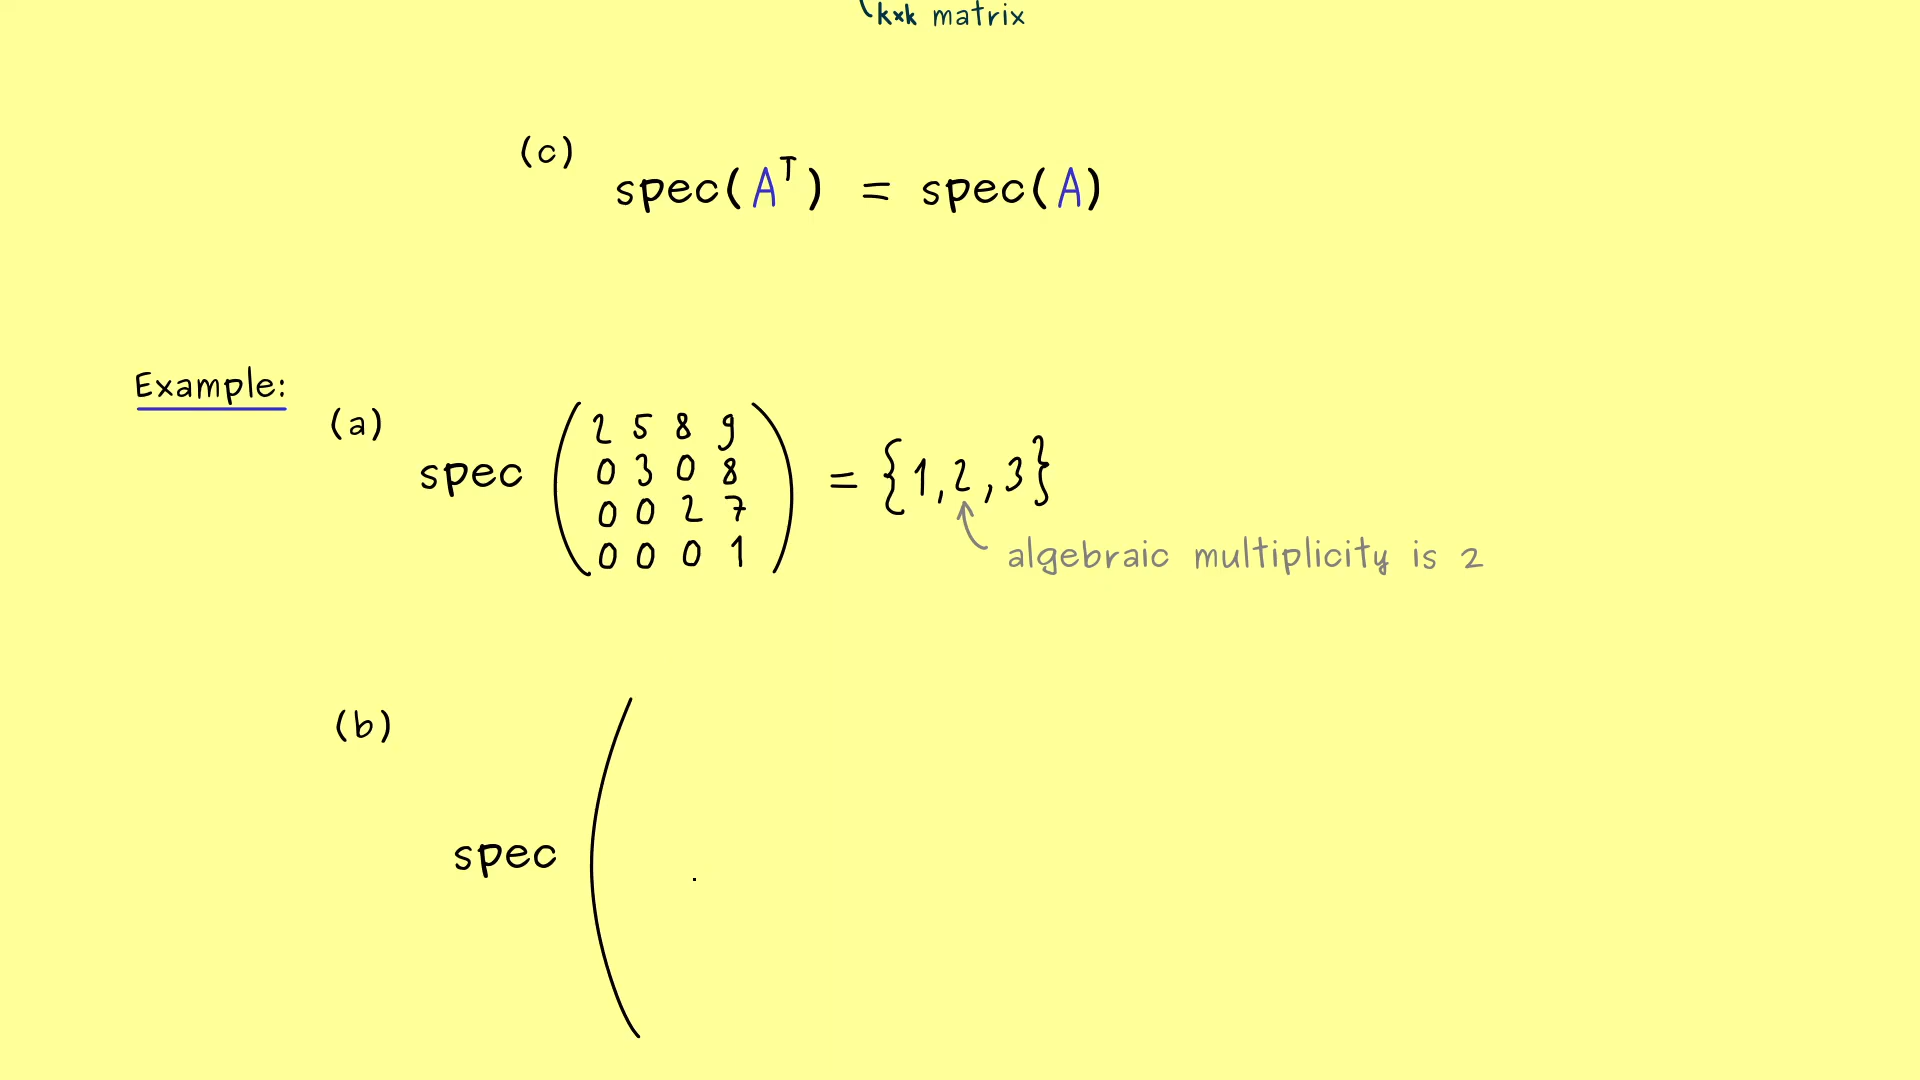 k×k matrix
(c)
spec(Aᵀ) = spec(A)
Example:
(a)
spec ( 2 5 8 9
0 3 0 8
0 0 2 7
0 0 0 1 ) = {1,2,3}
algebraic multiplicity is 2
(b)
spec (